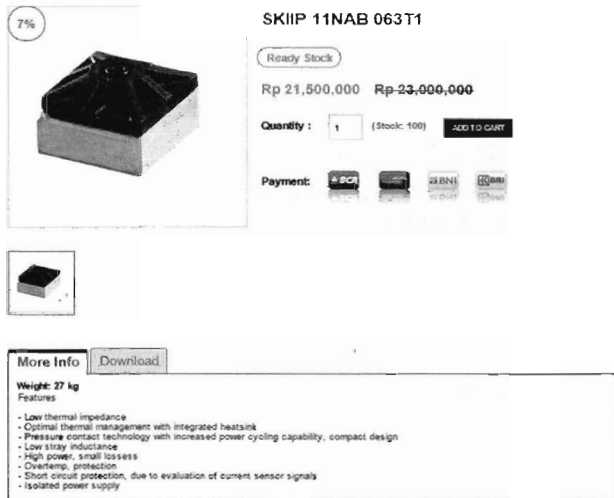 7%
SKIIP 11NAB 063T1
Ready Stock
Rp 21,500,000 Rp 23,000,000
Quantity : 1 (Stock: 100) ADD TO CART
Payment: BCA BNI BRI
More Info Download
Weight: 27 kg
Features
- Low thermal impedance
- Optimal thermal management with integrated heatsink
- Pressure contact technology with increased power cycling capability, compact design
- Low stray inductance
- High power, small lossess
- Overtemp, protection
- Short circuit protection, due to evaluation of current sensor signals
- Isolated power supply